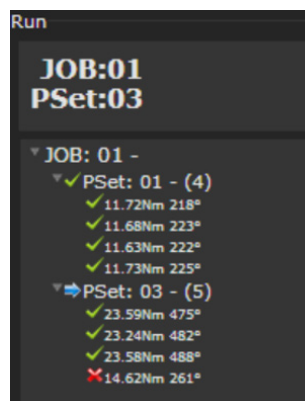 Run
JOB:01
PSet:03
JOB: 01 -
PSet: 01 - (4)
11.72Nm 218°
11.68Nm 223°
11.63Nm 222°
11.73Nm 225°
PSet: 03 - (5)
23.59Nm 475°
23.24Nm 482°
23.58Nm 488°
14.62Nm 261°